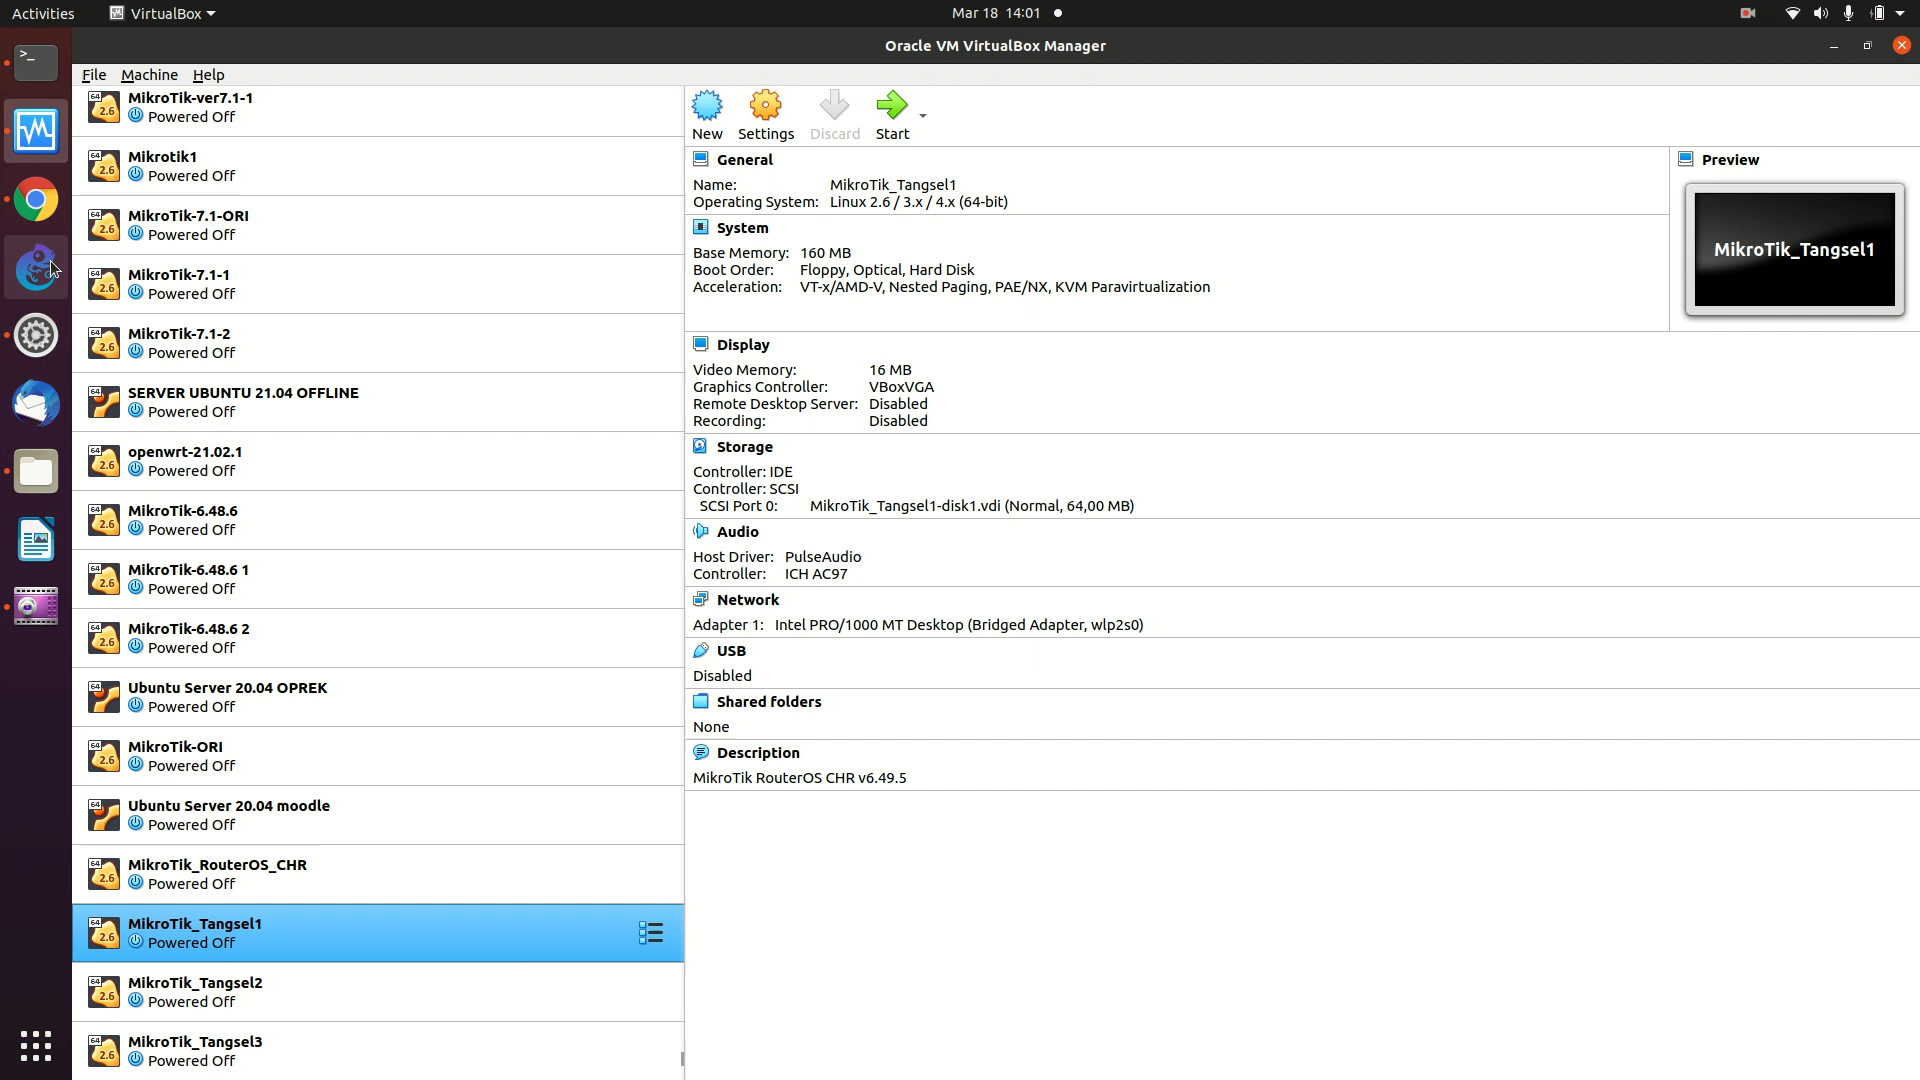 Activities
VirtualBox
Mar 18 14:01
Oracle VM VirtualBox Manager
File Machine Help
MikroTik-ver7.1-1
Powered Off
Mikrotik1
Powered Off
MikroTik-7.1-ORI
Powered Off
MikroTik-7.1-1
Powered Off
MikroTik-7.1-2
Powered Off
SERVER UBUNTU 21.04 OFFLINE
Powered Off
openwrt-21.02.1
Powered Off
MikroTik-6.48.6
Powered Off
MikroTik-6.48.6 1
Powered Off
MikroTik-6.48.6 2
Powered Off
Ubuntu Server 20.04 OPREK
Powered Off
MikroTik-ORI
Powered Off
Ubuntu Server 20.04 moodle
Powered Off
MikroTik_RouterOS_CHR
Powered Off
MikroTik_Tangsel1
Powered Off
MikroTik_Tangsel2
Powered Off
MikroTik_Tangsel3
Powered Off
New Settings Discard Start
General
Name: MikroTik_Tangsel1
Operating System: Linux 2.6 / 3.x / 4.x (64-bit)
System
Base Memory: 160 MB
Boot Order: Floppy, Optical, Hard Disk
Acceleration: VT-x/AMD-V, Nested Paging, PAE/NX, KVM Paravirtualization
Preview
MikroTik_Tangsel1
Display
Video Memory: 16 MB
Graphics Controller: VBoxVGA
Remote Desktop Server: Disabled
Recording: Disabled
Storage
Controller: IDE
Controller: SCSI
SCSI Port 0: MikroTik_Tangsel1-disk1.vdi (Normal, 64,00 MB)
Audio
Host Driver: PulseAudio
Controller: ICH AC97
Network
Adapter 1: Intel PRO/1000 MT Desktop (Bridged Adapter, wlp2s0)
USB
Disabled
Shared folders
None
Description
MikroTik RouterOS CHR v6.49.5